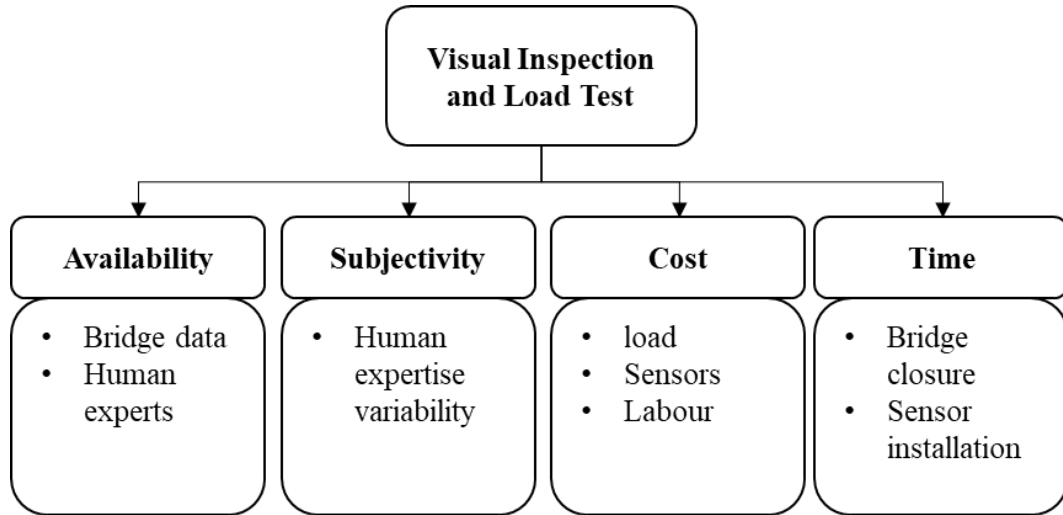 Visual Inspection
and Load Test
Availability
• Bridge data
• Human
experts
Subjectivity
• Human
expertise
variability
Cost
• load
• Sensors
• Labour
Time
• Bridge
closure
• Sensor
installation